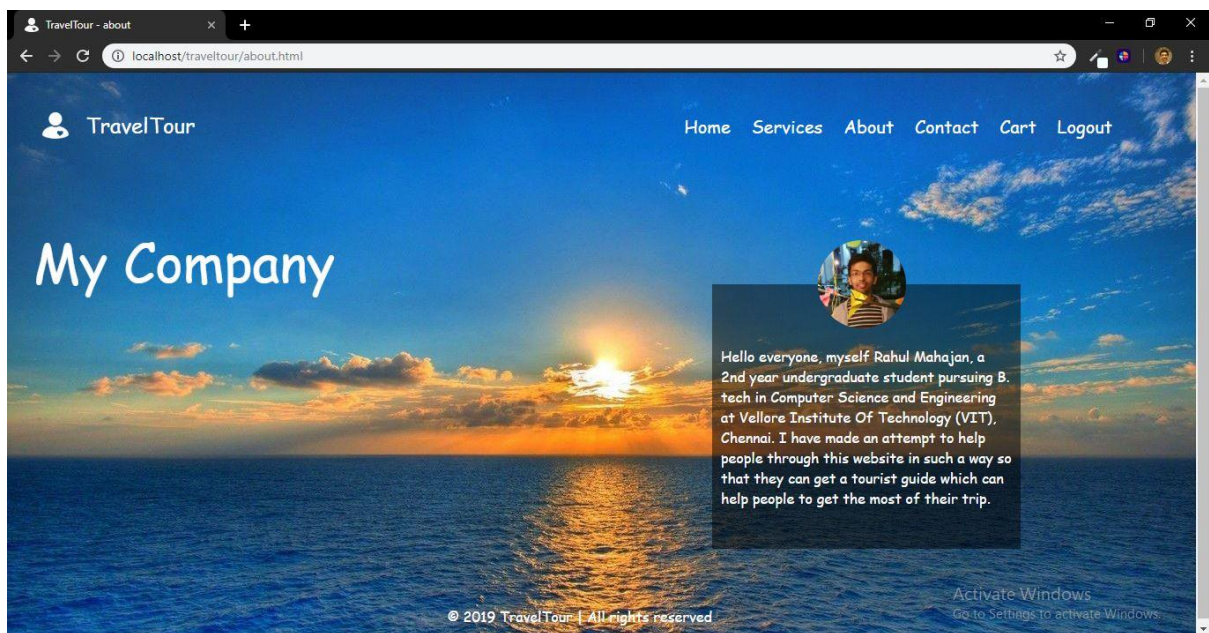 TravelTour - about
localhost/traveltour/about.html
TravelTour
Home Services About Contact Cart Logout
My Company
Hello everyone, myself Rahul Mahajan, a
2nd year undergraduate student pursuing B.
tech in Computer Science and Engineering
at Vellore Institute Of Technology (VIT),
Chennai. I have made an attempt to help
people through this website in such a way so
that they can get a tourist guide which can
help people to get the most of their trip.
Activate Windows
Go to Settings to activate Windows.
© 2019 TravelTour | All rights reserved